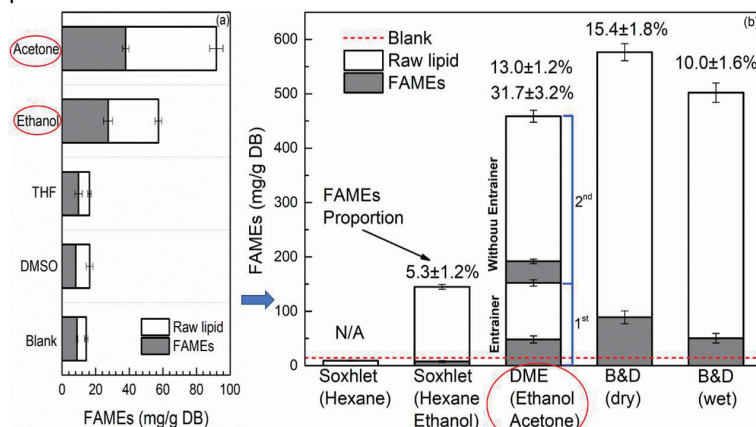 (a)
Acetone
Ethanol
THF
DMSO
Blank
Raw lipid
FAMEs
0 20 40 60 80 100
FAMEs (mg/g DB)
(b)
FAMEs (mg/g DB)
600
500
400
300
200
100
0
Blank
Raw lipid
FAMEs
13.0±1.2%
31.7±3.2%
15.4±1.8%
10.0±1.6%
FAMEs
Proportion
5.3±1.2%
N/A
Withouu Entrainer
Entrainer
2nd
1st
Soxhlet
(Hexane)
Soxhlet
(Hexane
Ethanol)
DME
(Ethanol
Acetone)
B&D
(dry)
B&D
(wet)